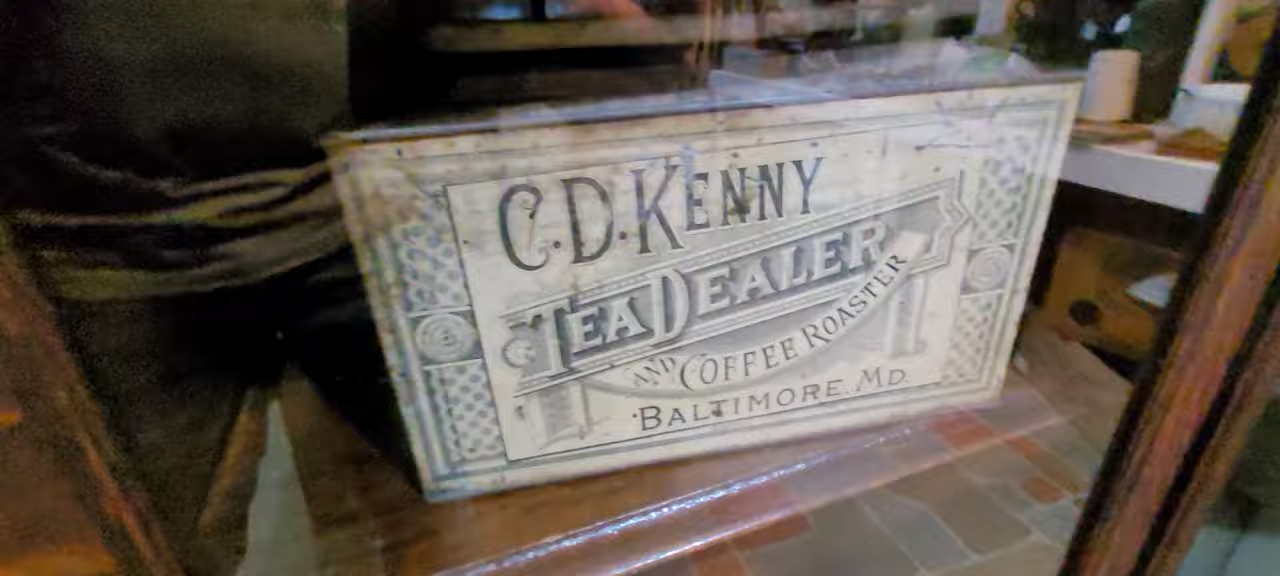 C.D. KENNY
TEA DEALER
AND COFFEE ROASTER
BALTIMORE. MD.